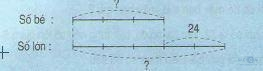 ?
Số bé :
24
Số lớn :
?